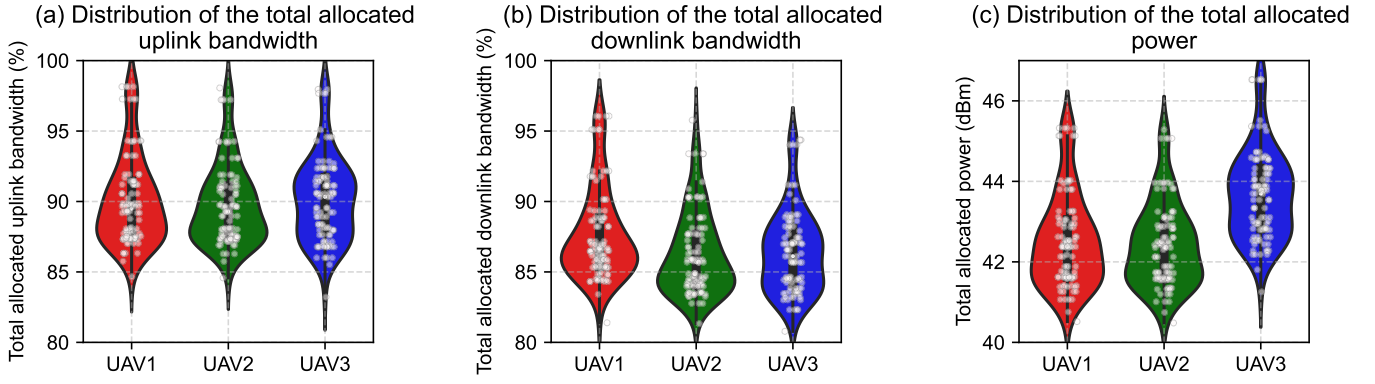 (a) Distribution of the total allocated
uplink bandwidth
Total allocated uplink bandwidth (%)
100
95
90
85
80
UAV1 UAV2 UAV3
(b) Distribution of the total allocated
downlink bandwidth
Total allocated downlink bandwidth (%)
100
95
90
85
80
UAV1 UAV2 UAV3
(c) Distribution of the total allocated
power
Total allocated power (dBm)
46
44
42
40
UAV1 UAV2 UAV3